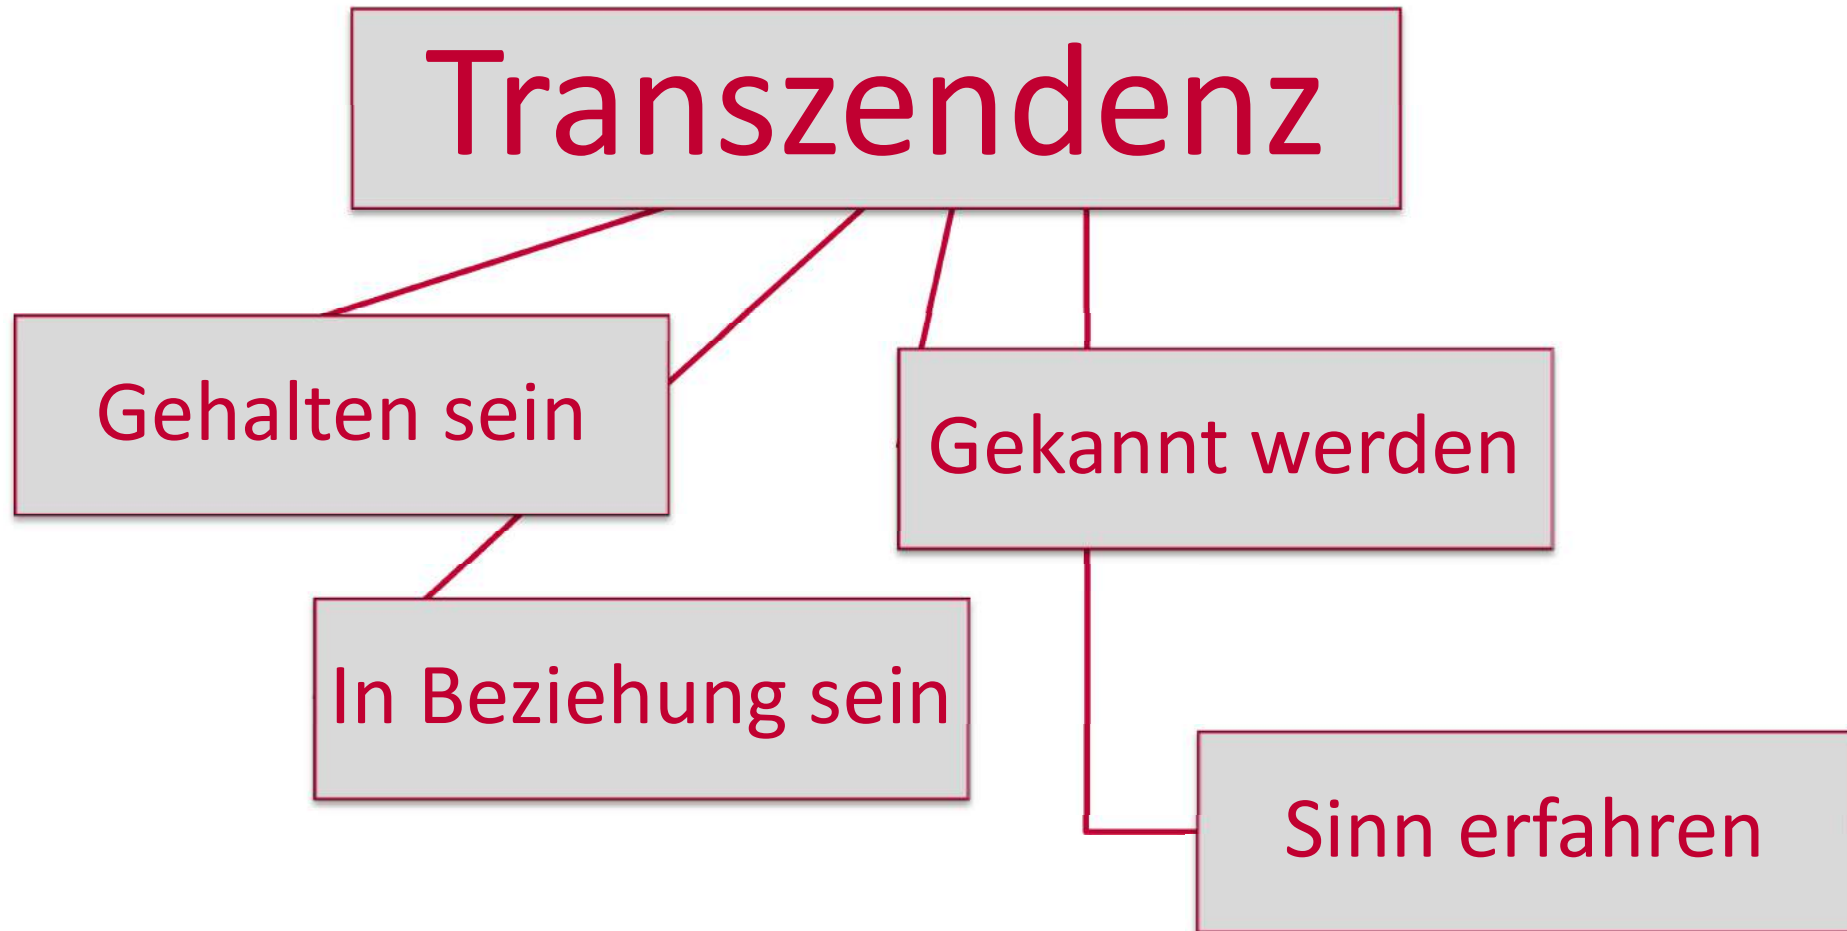 Transzendenz
Gehalten sein
Gekannt werden
In Beziehung sein
Sinn erfahren